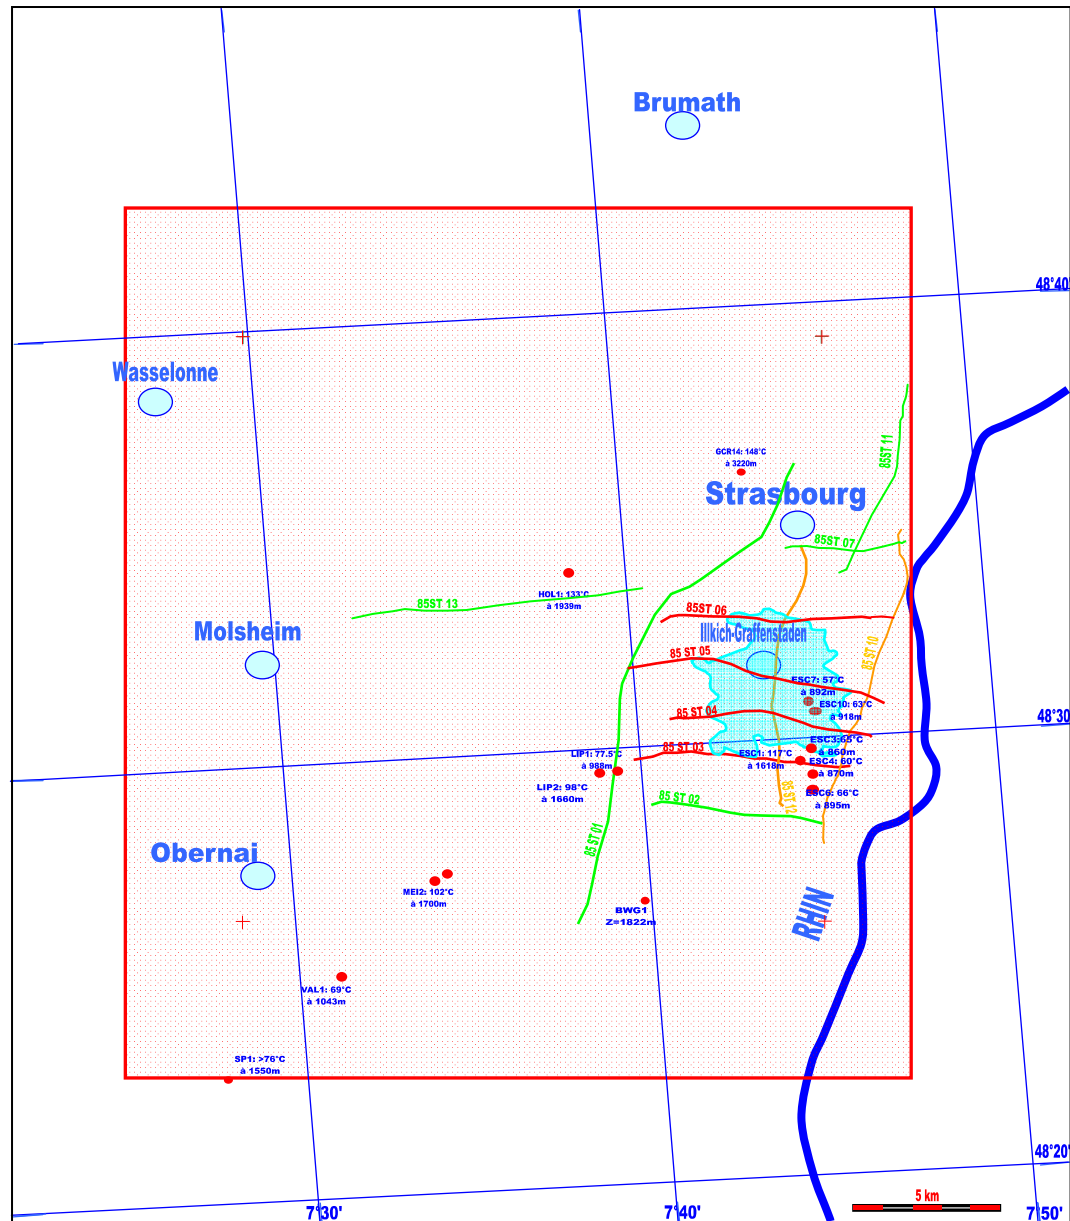 Brumath
48°40'
Wasselonne
85ST 11
GCR14: 148°C
à 3220m
Strasbourg
85ST 07
HOL1: 133°C
à 1939m
85ST 13
85ST 06
Molsheim
Illkich-Graffenstaden
85 ST 05
85 ST 10
ESC7: 57°C
à 892m
ESC10: 63°C
à 918m
85 ST 04
48°30'
ESC3:65°C
à 860m
85 ST 03
ESC1: 117°C
à 1618m
ESC4: 60°C
à 870m
LIP1: 77.5°C
à 988m
LIP2: 98°C
à 1660m
ESC6: 66°C
à 895m
85 ST 12
85 ST 02
85 ST 01
Obernai
MEI2: 102°C
à 1700m
BWG1
Z=1822m
RHIN
VAL1: 69°C
à 1043m
SP1: >76°C
à 1550m
48°20'
5 km
7°30'
7°40'
7°50'